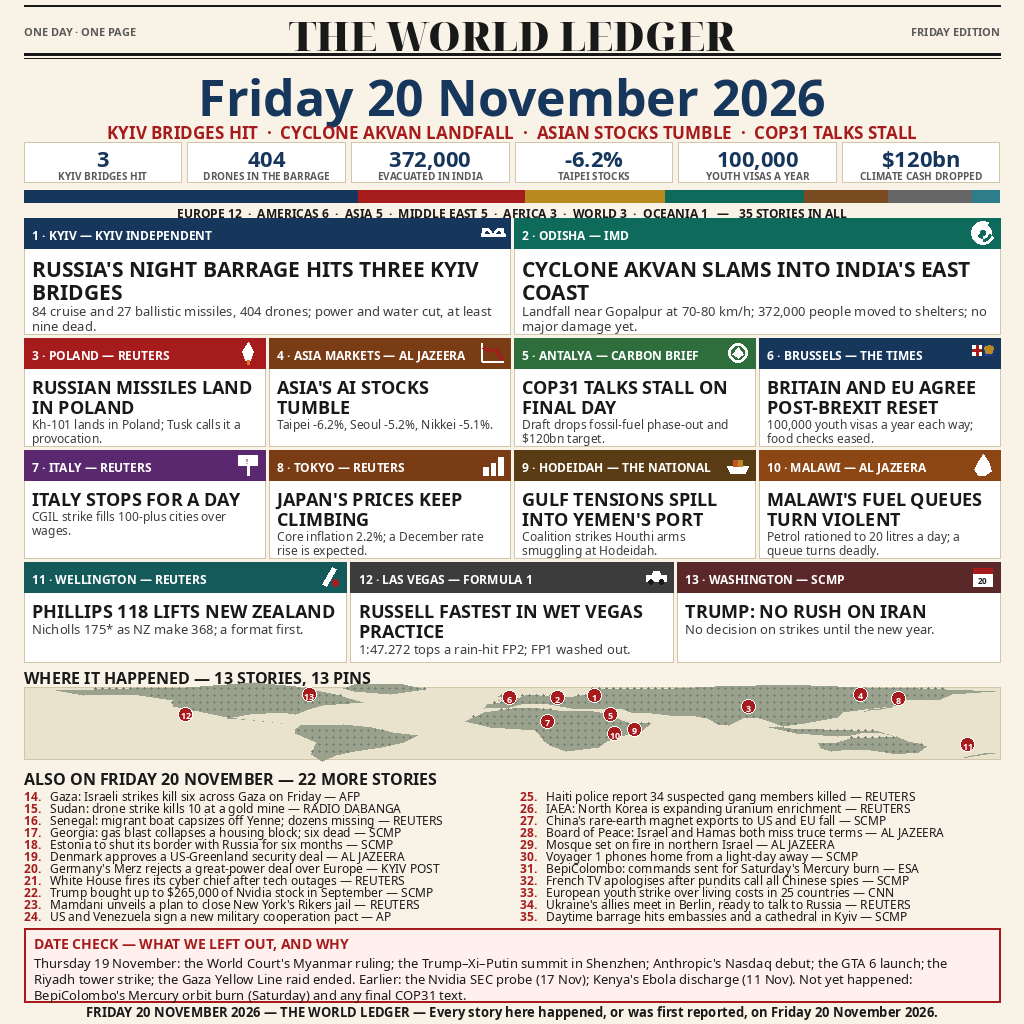 ONE DAY · ONE PAGE
THE WORLD LEDGER
FRIDAY EDITION
Friday 20 November 2026
KYIV BRIDGES HIT · CYCLONE AKVAN LANDFALL · ASIAN STOCKS TUMBLE · COP31 TALKS STALL
3
KYIV BRIDGES HIT
404
DRONES IN THE BARRAGE
372,000
EVACUATED IN INDIA
-6.2%
TAIPEI STOCKS
100,000
YOUTH VISAS A YEAR
$120bn
CLIMATE CASH DROPPED
EUROPE 12 · AMERICAS 6 · ASIA 5 · MIDDLE EAST 5 · AFRICA 3 · WORLD 3 · OCEANIA 1 — 35 STORIES IN ALL
1 · KYIV — KYIV INDEPENDENT
RUSSIA'S NIGHT BARRAGE HITS THREE KYIV
BRIDGES
84 cruise and 27 ballistic missiles, 404 drones; power and water cut, at least
nine dead.
2 · ODISHA — IMD
CYCLONE AKVAN SLAMS INTO INDIA'S EAST
COAST
Landfall near Gopalpur at 70-80 km/h; 372,000 people moved to shelters; no
major damage yet.
3 · POLAND — REUTERS
RUSSIAN MISSILES LAND
IN POLAND
Kh-101 lands in Poland; Tusk calls it a
provocation.
4 · ASIA MARKETS — AL JAZEERA
ASIA'S AI STOCKS
TUMBLE
Taipei -6.2%, Seoul -5.2%, Nikkei -5.1%.
5 · ANTALYA — CARBON BRIEF
COP31 TALKS STALL ON
FINAL DAY
Draft drops fossil-fuel phase-out and
$120bn target.
6 · BRUSSELS — THE TIMES
BRITAIN AND EU AGREE
POST-BREXIT RESET
100,000 youth visas a year each way;
food checks eased.
7 · ITALY — REUTERS
ITALY STOPS FOR A DAY
CGIL strike fills 100-plus cities over
wages.
8 · TOKYO — REUTERS
JAPAN'S PRICES KEEP
CLIMBING
Core inflation 2.2%; a December rate
rise is expected.
9 · HODEIDAH — THE NATIONAL
GULF TENSIONS SPILL
INTO YEMEN'S PORT
Coalition strikes Houthi arms
smuggling at Hodeidah.
10 · MALAWI — AL JAZEERA
MALAWI'S FUEL QUEUES
TURN VIOLENT
Petrol rationed to 20 litres a day; a
queue turns deadly.
11 · WELLINGTON — REUTERS
PHILLIPS 118 LIFTS NEW ZEALAND
Nicholls 175* as NZ make 368; a format first.
12 · LAS VEGAS — FORMULA 1
RUSSELL FASTEST IN WET VEGAS
PRACTICE
1:47.272 tops a rain-hit FP2; FP1 washed out.
13 · WASHINGTON — SCMP
20
TRUMP: NO RUSH ON IRAN
No decision on strikes until the new year.
WHERE IT HAPPENED — 13 STORIES, 13 PINS
13
6
2
1
4
8
12
7
5
3
10
9
11
ALSO ON FRIDAY 20 NOVEMBER — 22 MORE STORIES
14. Gaza: Israeli strikes kill six across Gaza on Friday — AFP
15. Sudan: drone strike kills 10 at a gold mine — RADIO DABANGA
16. Senegal: migrant boat capsizes off Yenne; dozens missing — REUTERS
17. Georgia: gas blast collapses a housing block; six dead — SCMP
18. Estonia to shut its border with Russia for six months — SCMP
19. Denmark approves a US-Greenland security deal — AL JAZEERA
20. Germany's Merz rejects a great-power deal over Europe — KYIV POST
21. White House fires its cyber chief after tech outages — REUTERS
22. Trump bought up to $265,000 of Nvidia stock in September — SCMP
23. Mamdani unveils a plan to close New York's Rikers jail — REUTERS
24. US and Venezuela sign a new military cooperation pact — AP
25. Haiti police report 34 suspected gang members killed — REUTERS
26. IAEA: North Korea is expanding uranium enrichment — REUTERS
27. China's rare-earth magnet exports to US and EU fall — SCMP
28. Board of Peace: Israel and Hamas both miss truce terms — AL JAZEERA
29. Mosque set on fire in northern Israel — AL JAZEERA
30. Voyager 1 phones home from a light-day away — SCMP
31. BepiColombo: commands sent for Saturday's Mercury burn — ESA
32. French TV apologises after pundits call all Chinese spies — SCMP
33. European youth strike over living costs in 25 countries — CNN
34. Ukraine's allies meet in Berlin, ready to talk to Russia — REUTERS
35. Daytime barrage hits embassies and a cathedral in Kyiv — SCMP
DATE CHECK — WHAT WE LEFT OUT, AND WHY
Thursday 19 November: the World Court's Myanmar ruling; the Trump–Xi–Putin summit in Shenzhen; Anthropic's Nasdaq debut; the GTA 6 launch; the
Riyadh tower strike; the Gaza Yellow Line raid ended. Earlier: the Nvidia SEC probe (17 Nov); Kenya's Ebola discharge (11 Nov). Not yet happened:
BepiColombo's Mercury orbit burn (Saturday) and any final COP31 text.
FRIDAY 20 NOVEMBER 2026 — THE WORLD LEDGER — Every story here happened, or was first reported, on Friday 20 November 2026.